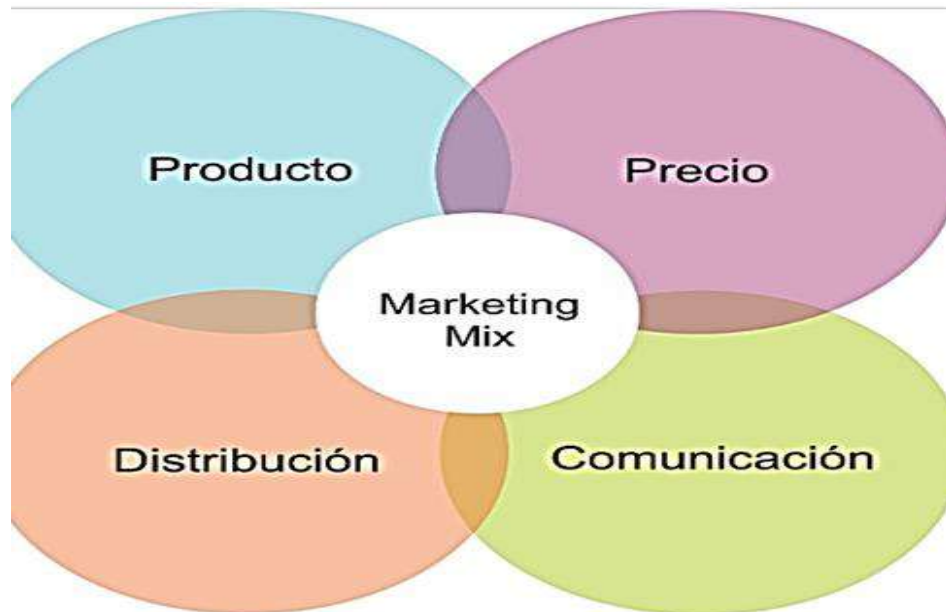 Producto
Precio
Marketing
Mix
Distribución
Comunicación